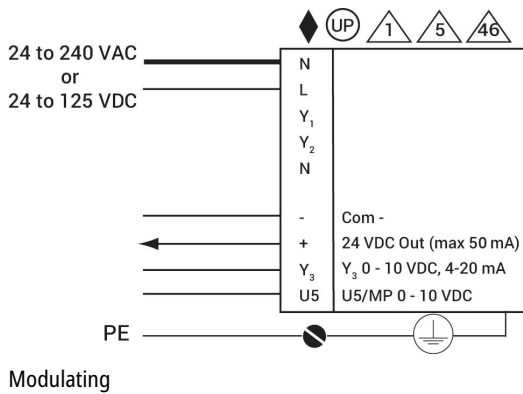 UP 1 5 46
24 to 240 VAC
or
24 to 125 VDC
N
L
Y1
Y2
N
- Com -
+ 24 VDC Out (max 50 mA)
Y3 Y3 0 - 10 VDC, 4-20 mA
U5 U5/MP 0 - 10 VDC
PE
Modulating